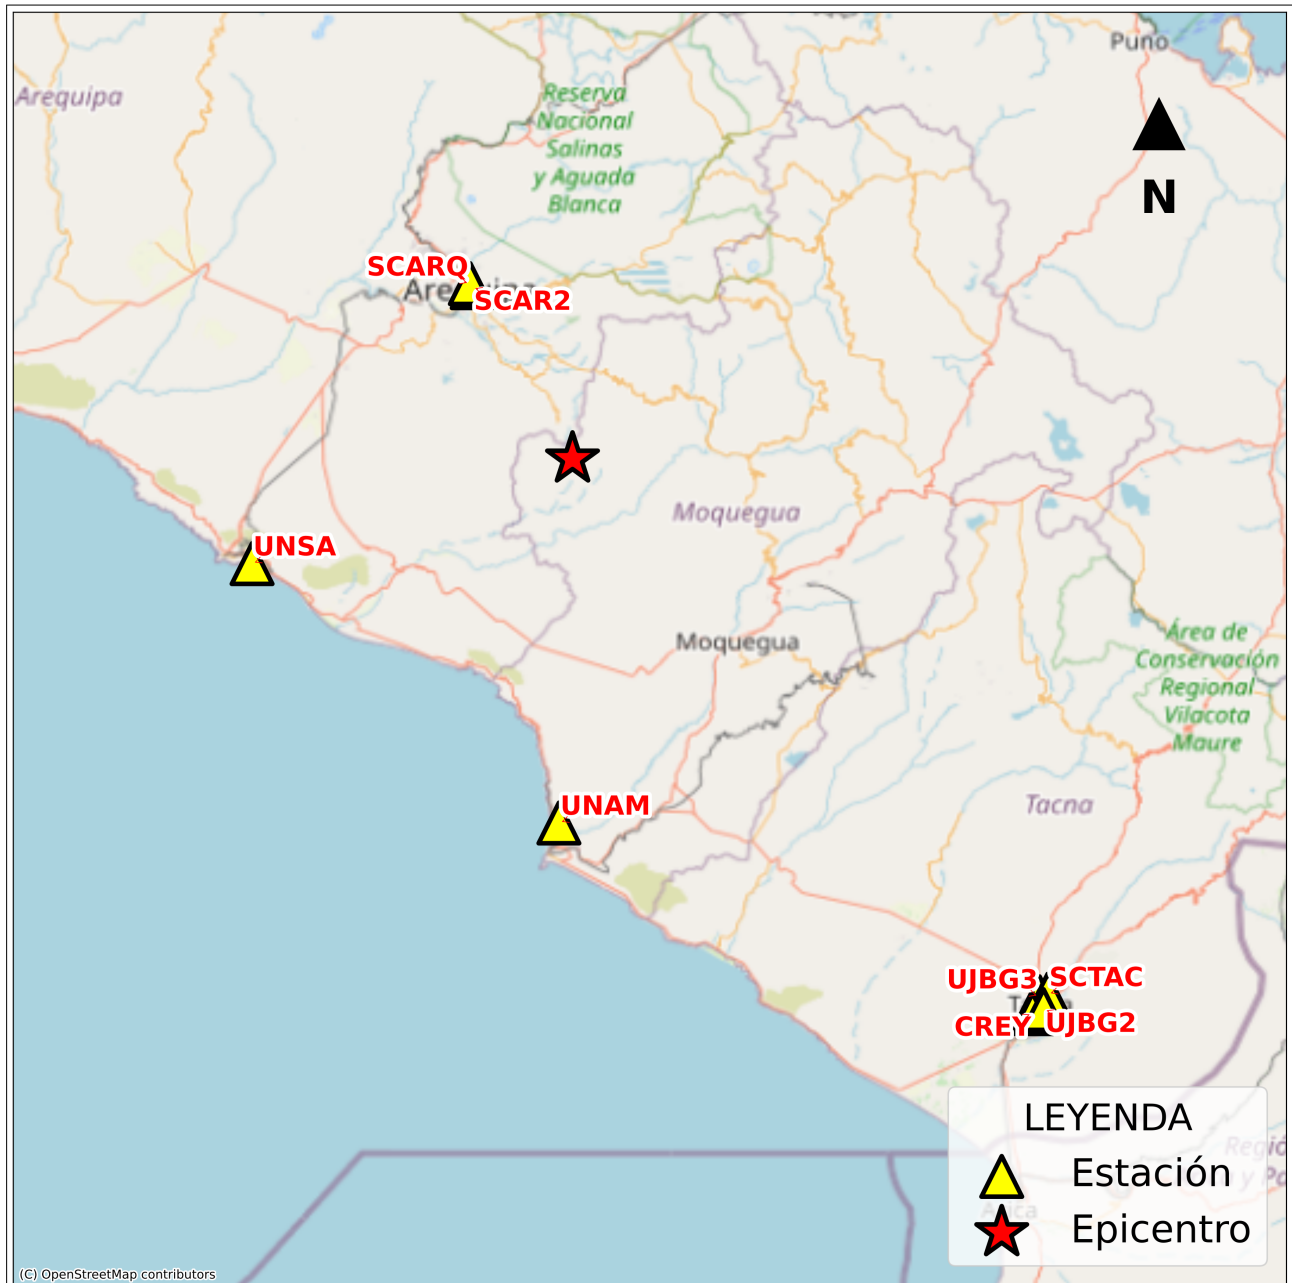 Puno
Arequipa
Reserva
Nacional
Salinas
y Aguada
Blanca
N
SCARQ
SCAR2
Moquegua
UNSA
Área de
Conservación
Regional
Vilacota
Maure
Moquegua
UNAM
Tacna
UJBG3
SCTAC
CREY
UJBG2
LEYENDA
Estación
Epicentro
Arica
(C) OpenStreetMap contributors